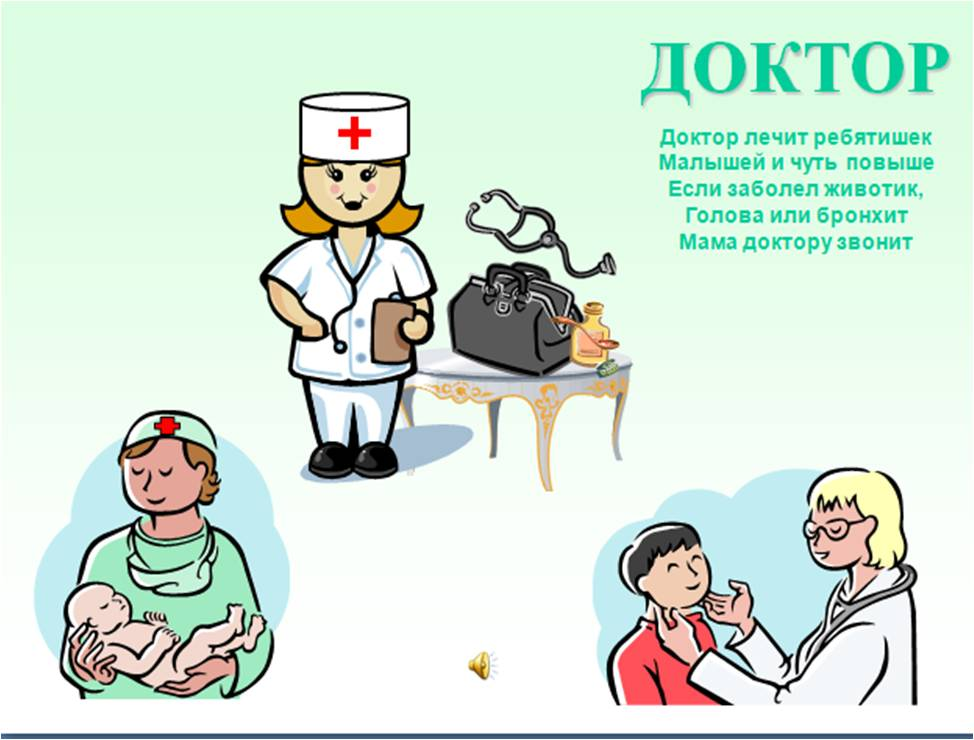 ДОКТОР
Доктор лечит ребятишек
Малышей и чуть повыше
Если заболел животик,
Голова или бронхит
Мама доктору звонит